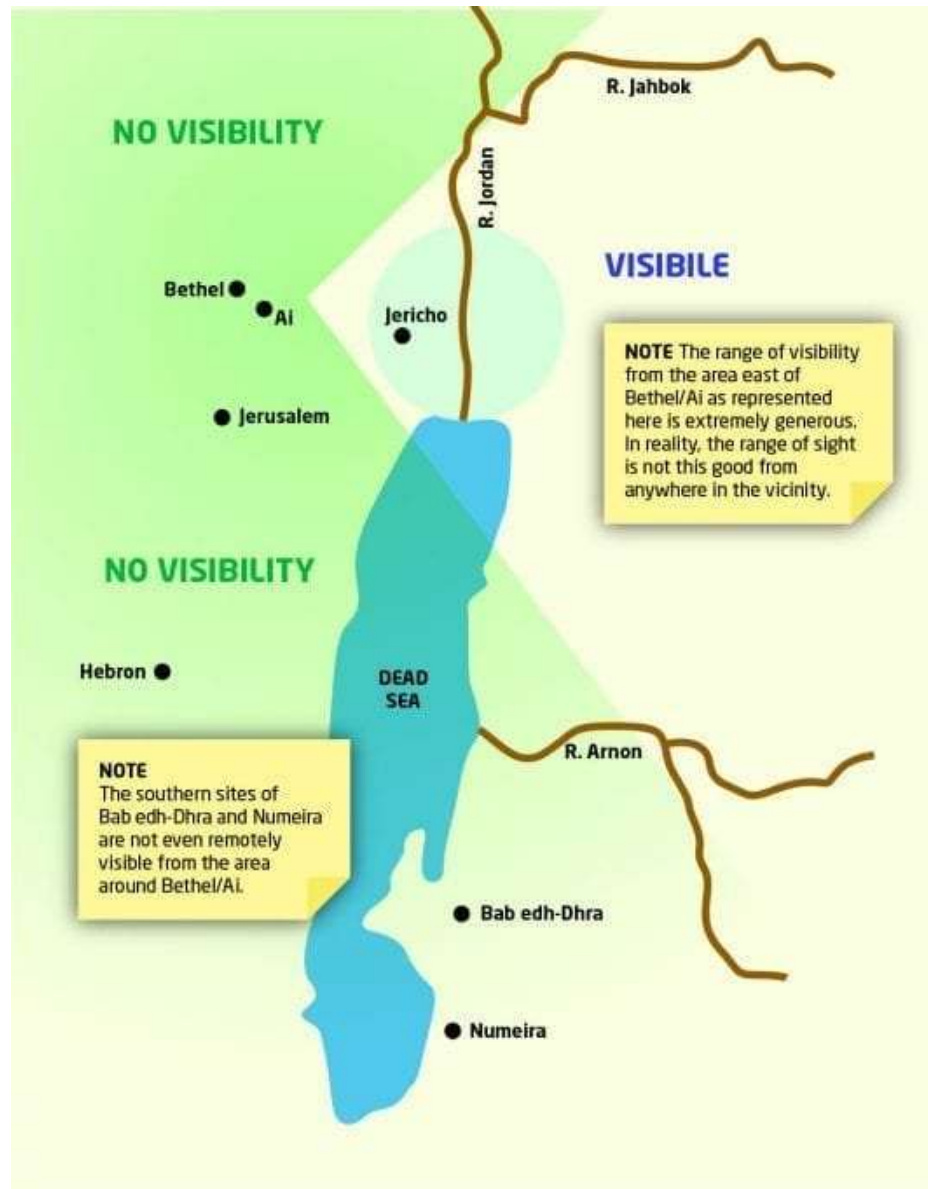 R. Jahbok
NO VISIBILITY
R. Jordan
VISIBILE
Bethel
Ai
Jericho
NOTE The range of visibility
from the area east of
Bethel/Ai as represented
here is extremely generous.
In reality, the range of sight
is not this good from
anywhere in the vicinity.
Jerusalem
NO VISIBILITY
Hebron
DEAD
SEA
R. Arnon
NOTE
The southern sites of
Bab edh-Dhra and Numeira
are not even remotely
visible from the area
around Bethel/Ai.
Bab edh-Dhra
Numeira